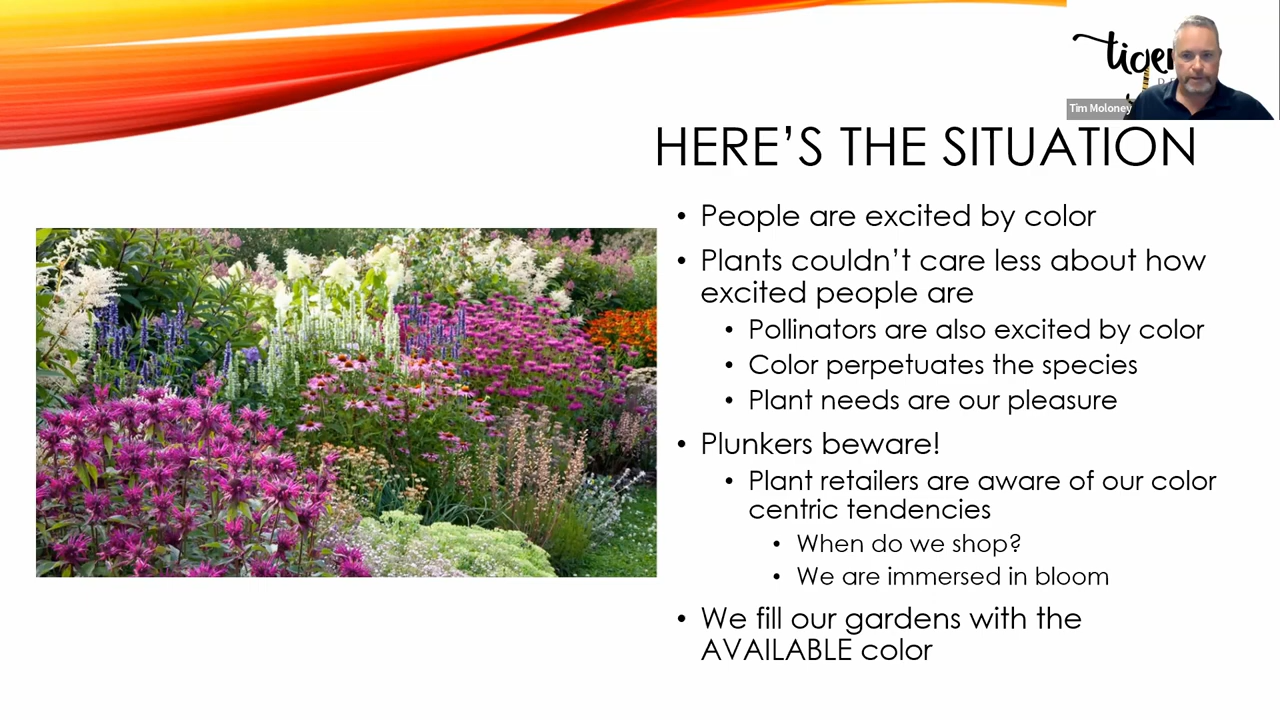 tiger
Tim Moloney
HERE'S THE SITUATION
• People are excited by color
• Plants couldn't care less about how
excited people are
• Pollinators are also excited by color
• Color perpetuates the species
• Plant needs are our pleasure
• Plunkers beware!
• Plant retailers are aware of our color
centric tendencies
• When do we shop?
• We are immersed in bloom
• We fill our gardens with the
AVAILABLE color